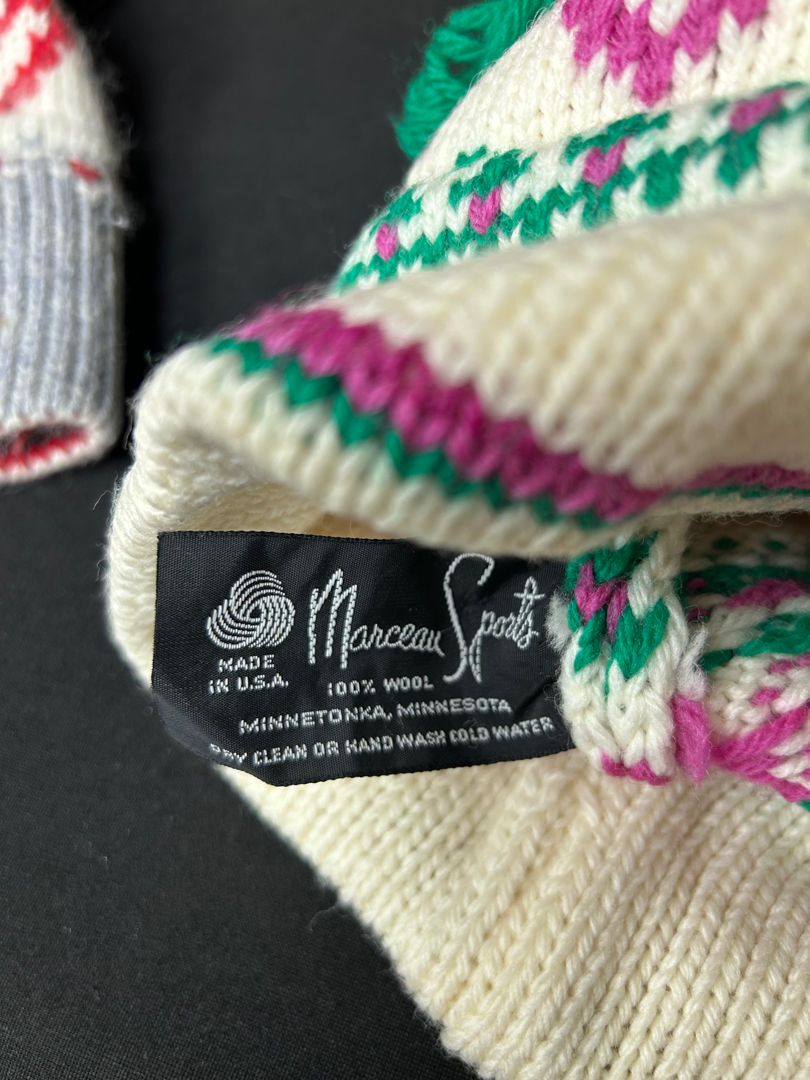 Marceau Sports
MADE
IN U.S.A.
100% WOOL
MINNETONKA, MINNESOTA
DRY CLEAN OR HAND WASH COLD WATER